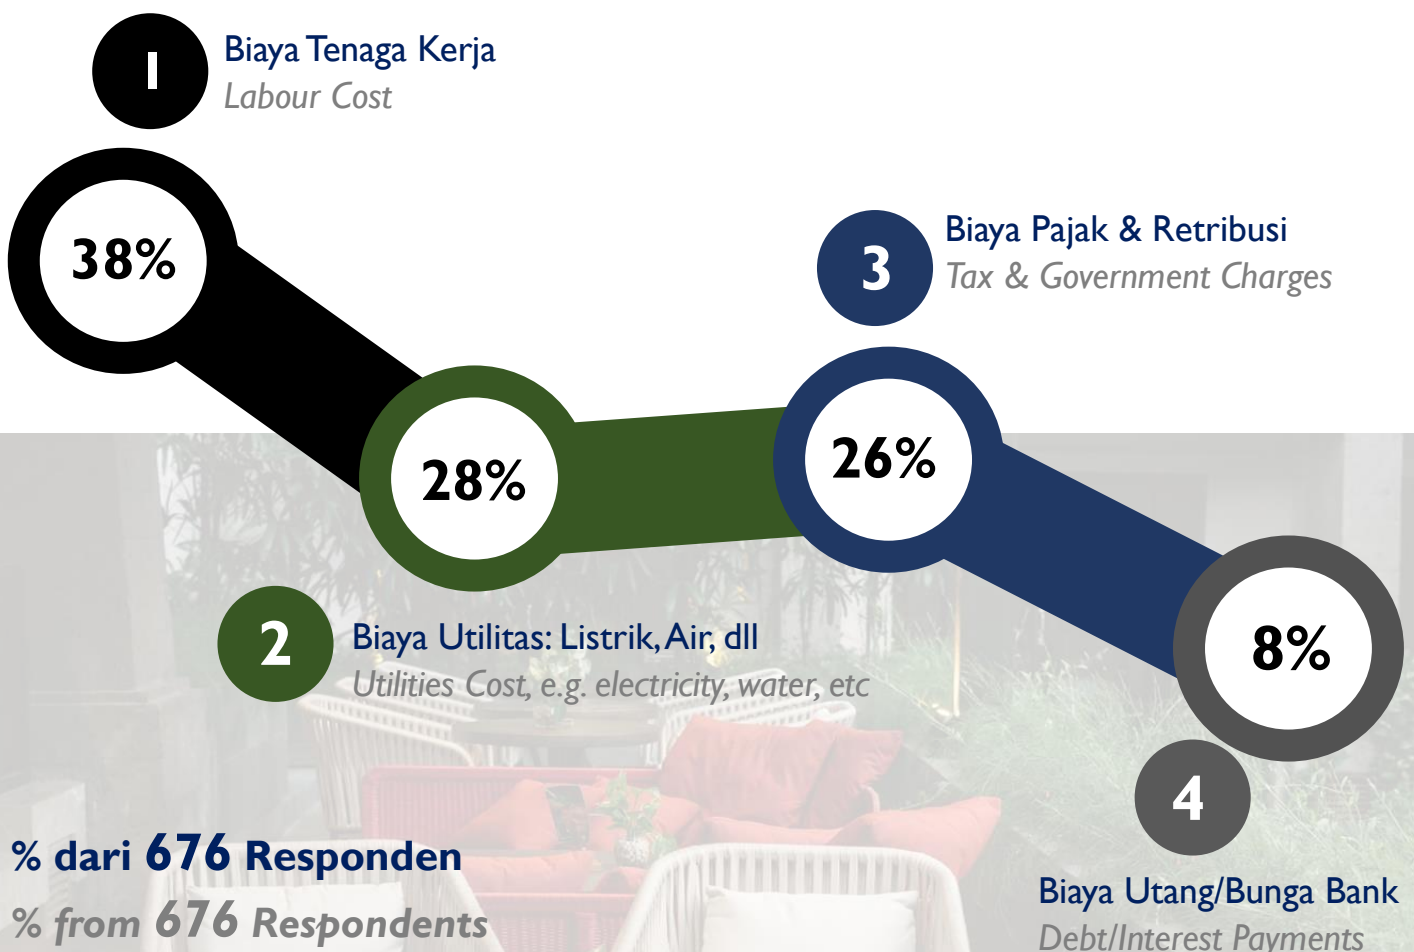 1
Biaya Tenaga Kerja
Labour Cost
38%
28%
2
Biaya Utilitas: Listrik, Air, dll
Utilities Cost, e.g. electricity, water, etc
3
Biaya Pajak & Retribusi
Tax & Government Charges
26%
8%
4
Biaya Utang/Bunga Bank
Debt/Interest Payments
% dari 676 Responden
% from 676 Respondents